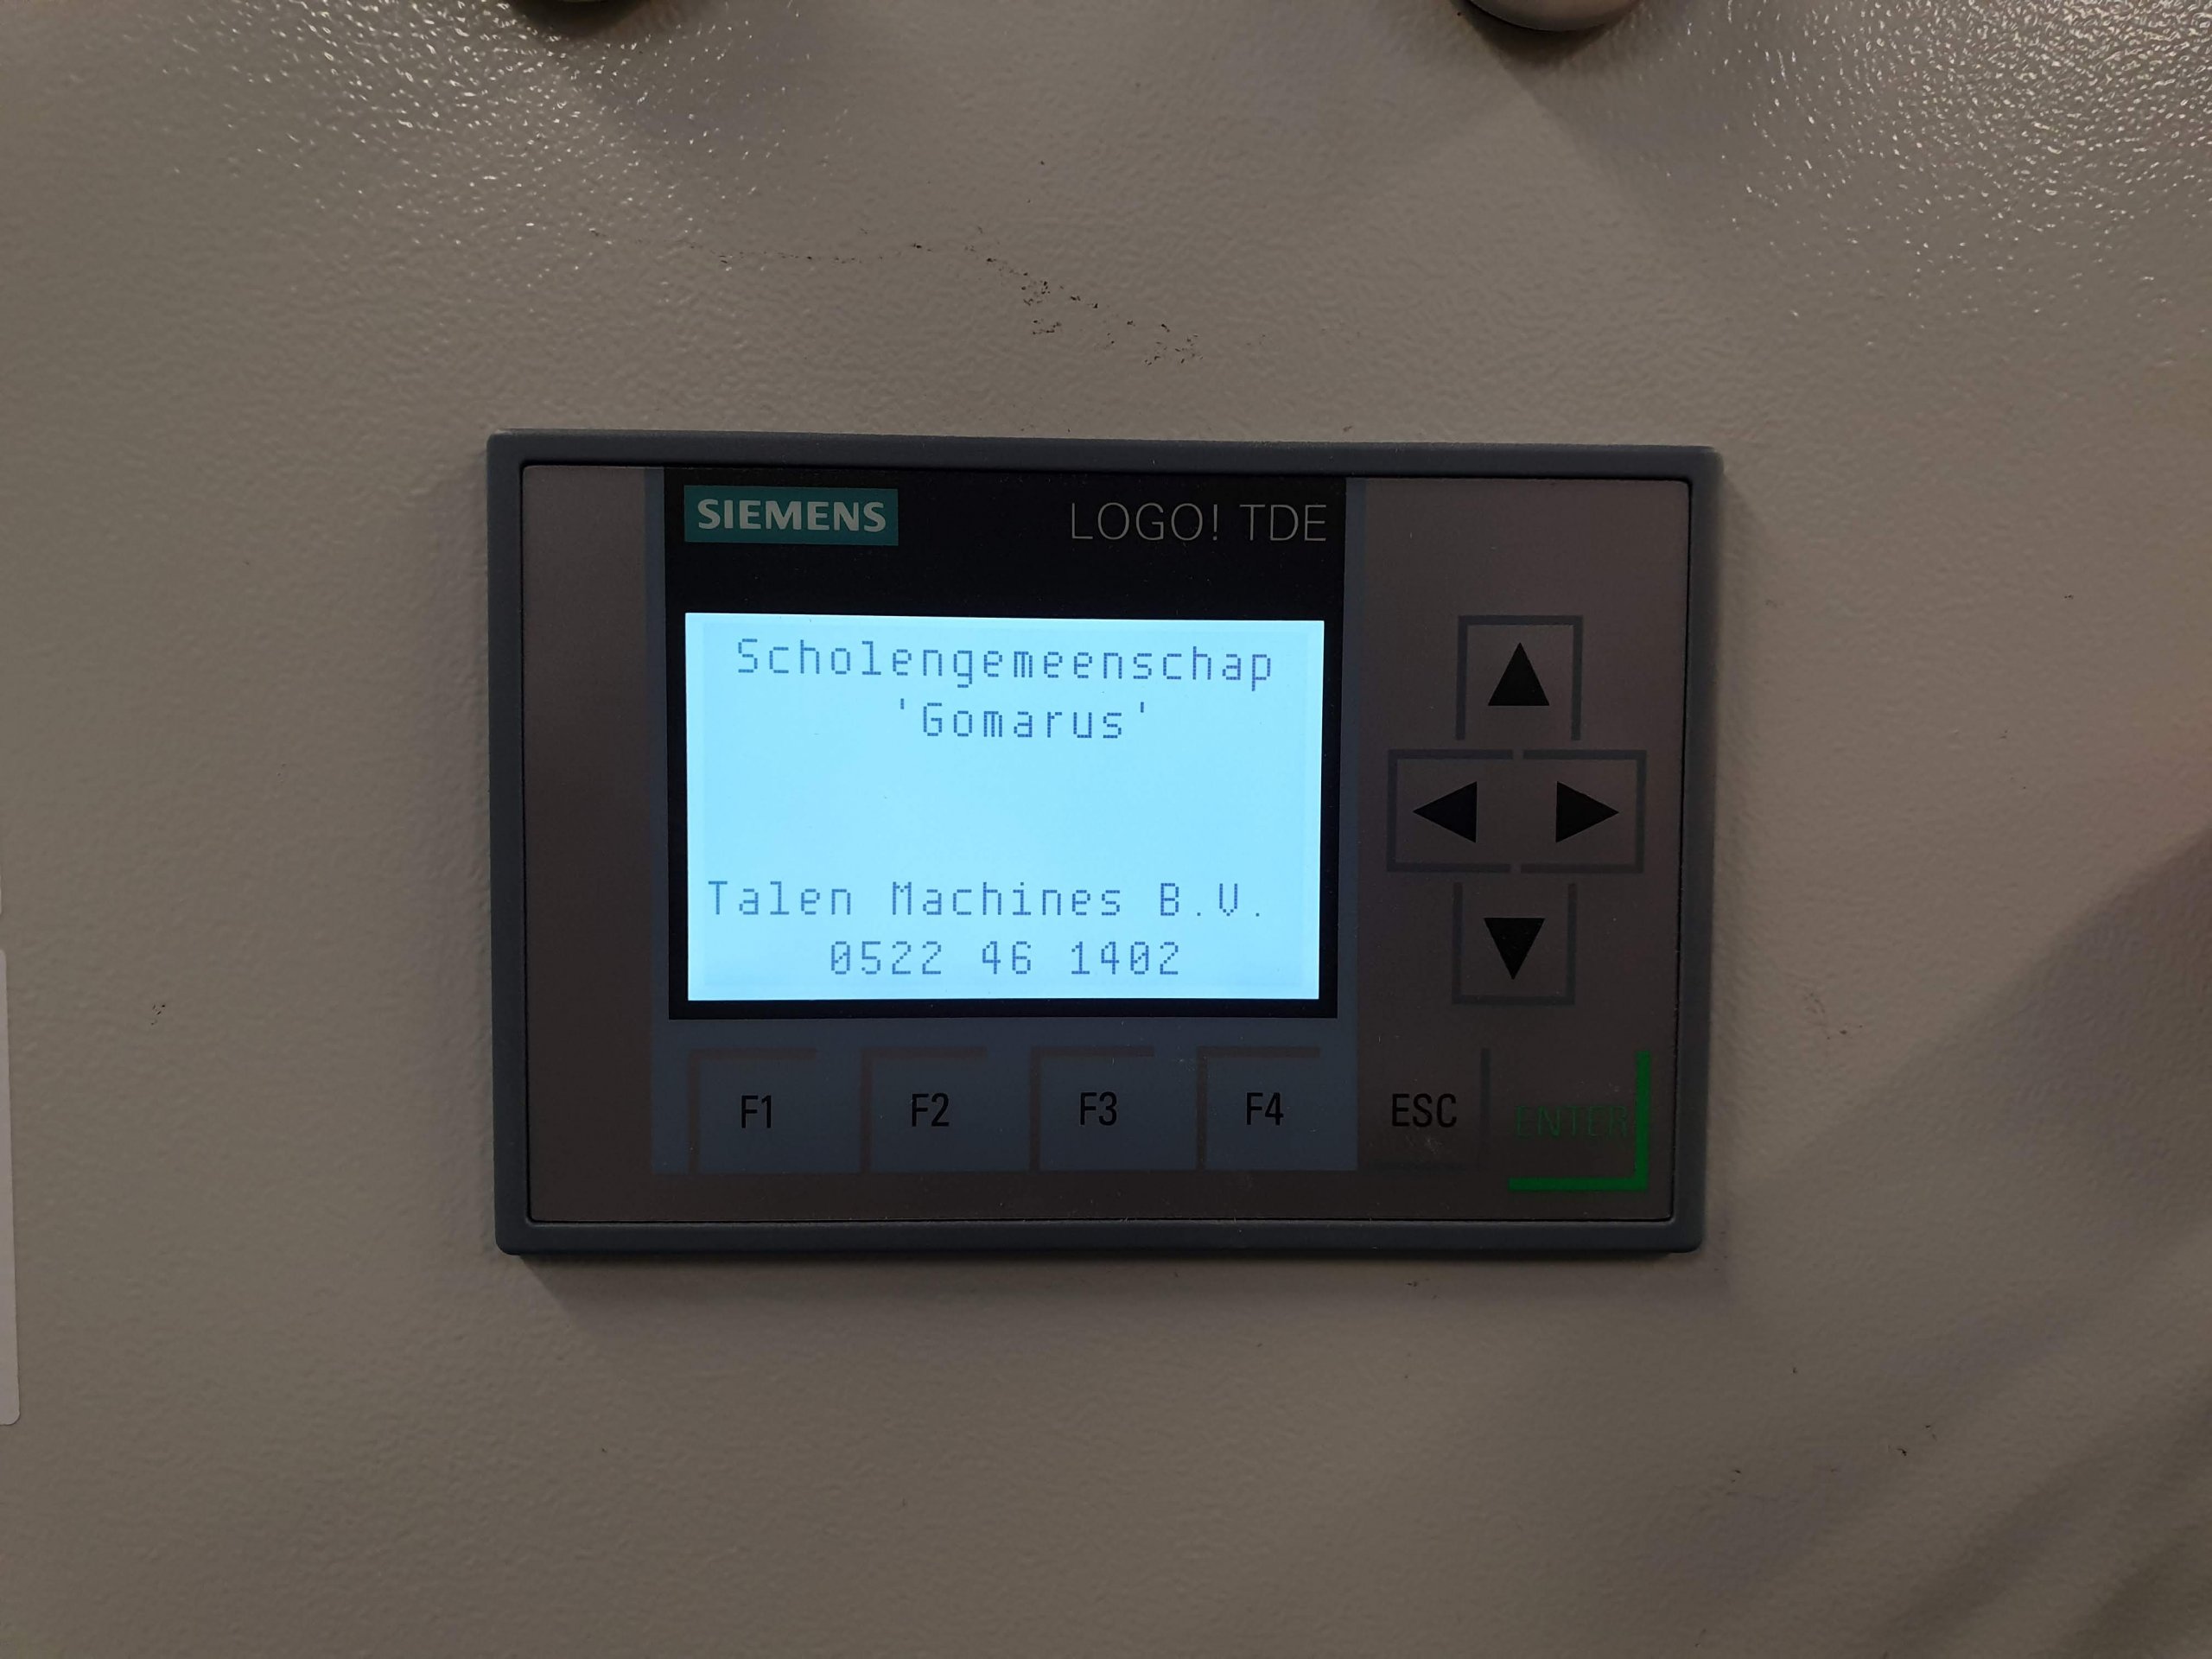 SIEMENS LOGO! TDE
Scholengemeenschap
'Gomarus'
Talen Machines B.V.
0522 46 1402
F1 F2 F3 F4 ESC ENTER